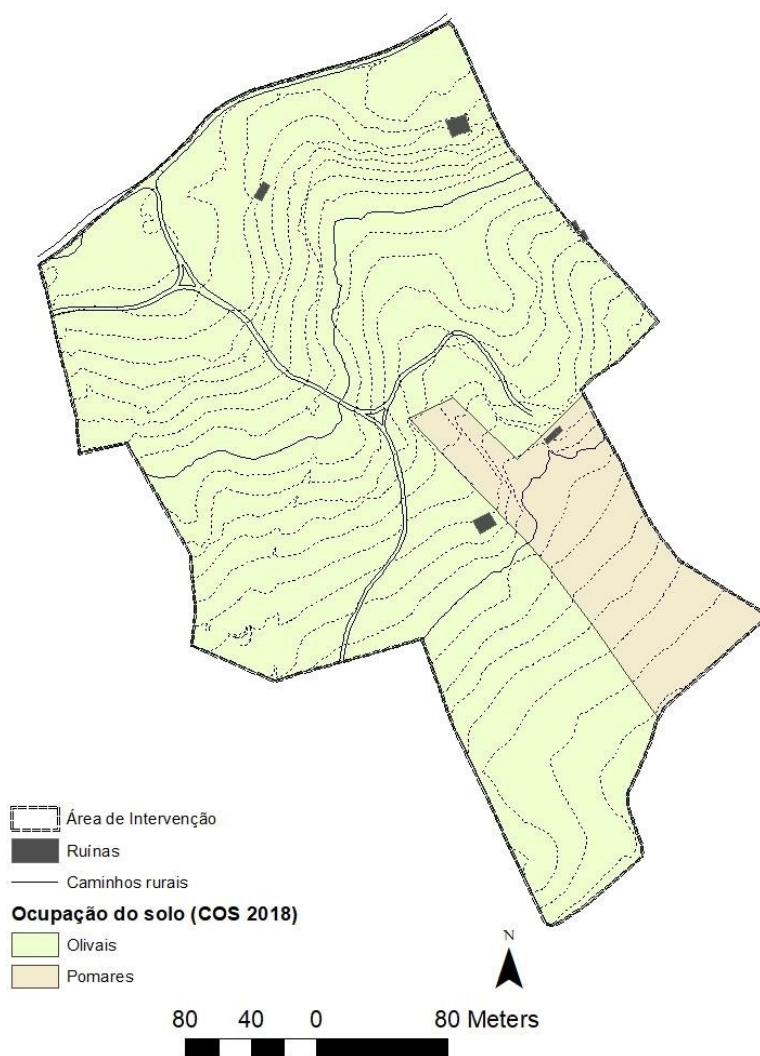 Área de Intervenção
Ruínas
Caminhos rurais
Ocupação do solo (COS 2018)
Olivais
Pomares
N
80 40 0 80 Meters